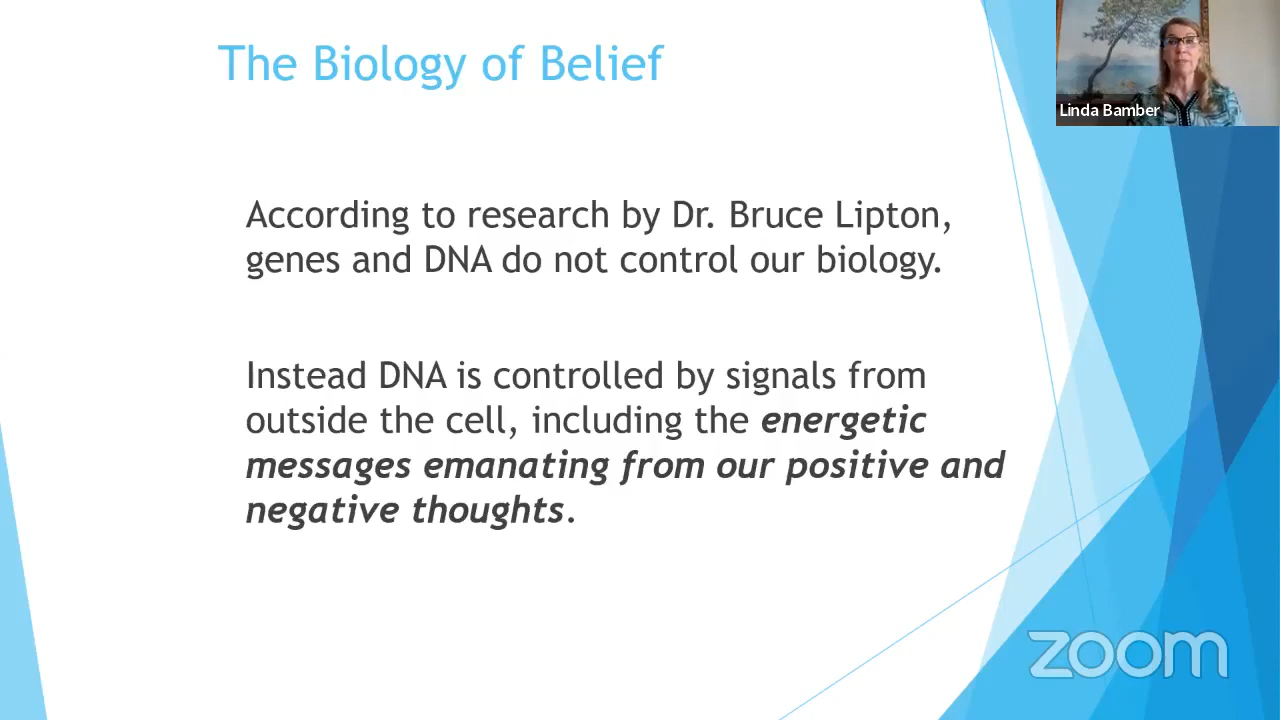 The Biology of Belief
Linda Bamber
According to research by Dr. Bruce Lipton,
genes and DNA do not control our biology.
Instead DNA is controlled by signals from
outside the cell, including the energetic
messages emanating from our positive and
negative thoughts.
zoom